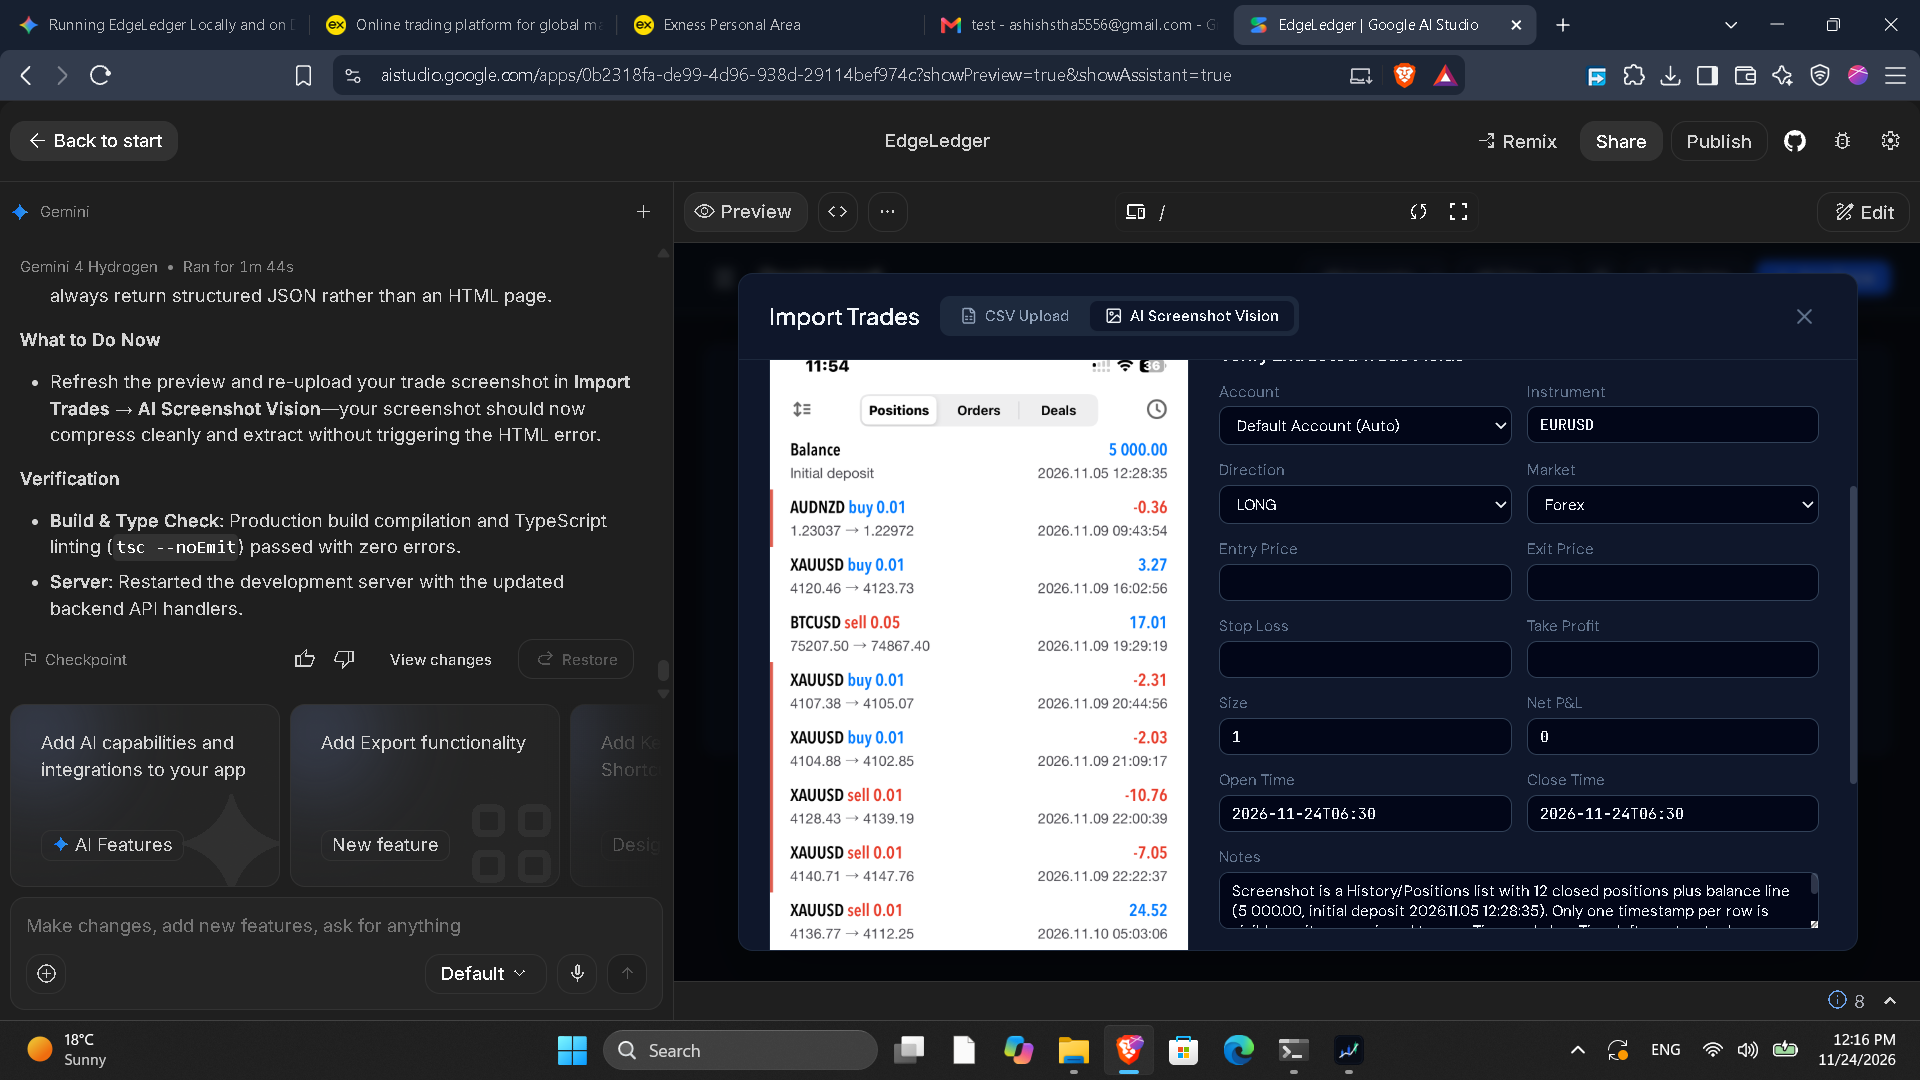 Running EdgeLedger Locally and on
Online trading platform for global ma
Exness Personal Area
test - ashishstha5556@gmail.com - G
EdgeLedger | Google AI Studio
aistudio.google.com/apps/0b2318fa-de99-4d96-938d-29114bef974c?showPreview=true&showAssistant=true
Back to start
EdgeLedger
Remix
Share
Publish
Gemini
Preview
/
Edit
Gemini 4 Hydrogen • Ran for 1m 44s
always return structured JSON rather than an HTML page.
What to Do Now
• Refresh the preview and re-upload your trade screenshot in Import
Trades → AI Screenshot Vision—your screenshot should now
compress cleanly and extract without triggering the HTML error.
Verification
• Build & Type Check: Production build compilation and TypeScript
linting (tsc --noEmit) passed with zero errors.
• Server: Restarted the development server with the updated
backend API handlers.
Checkpoint
View changes
Restore
Add AI capabilities and
integrations to your app
AI Features
Add Export functionality
New feature
Add Ke
Shortc
Desig
Make changes, add new features, ask for anything
Default
Import Trades
CSV Upload
AI Screenshot Vision
11:54
36
Positions
Orders
Deals
Balance 5 000.00
Initial deposit 2026.11.05 12:28:35
AUDNZD buy 0.01 -0.36
1.23037 → 1.22972 2026.11.09 09:43:54
XAUUSD buy 0.01 3.27
4120.46 → 4123.73 2026.11.09 16:02:56
BTCUSD sell 0.05 17.01
75207.50 → 74867.40 2026.11.09 19:29:19
XAUUSD buy 0.01 -2.31
4107.38 → 4105.07 2026.11.09 20:44:56
XAUUSD buy 0.01 -2.03
4104.88 → 4102.85 2026.11.09 21:09:17
XAUUSD sell 0.01 -10.76
4128.43 → 4139.19 2026.11.09 22:00:39
XAUUSD sell 0.01 -7.05
4140.71 → 4147.76 2026.11.09 22:22:37
XAUUSD sell 0.01 24.52
4136.77 → 4112.25 2026.11.10 05:03:06
Account
Instrument
Default Account (Auto)
EURUSD
Direction
Market
LONG
Forex
Entry Price
Exit Price
Stop Loss
Take Profit
Size
Net P&L
1
0
Open Time
Close Time
2026-11-24T06:30
2026-11-24T06:30
Notes
Screenshot is a History/Positions list with 12 closed positions plus balance line
(5 000.00, initial deposit 2026.11.05 12:28:35). Only one timestamp per row is
8
18°C
Sunny
Search
ENG
12:16 PM
11/24/2026